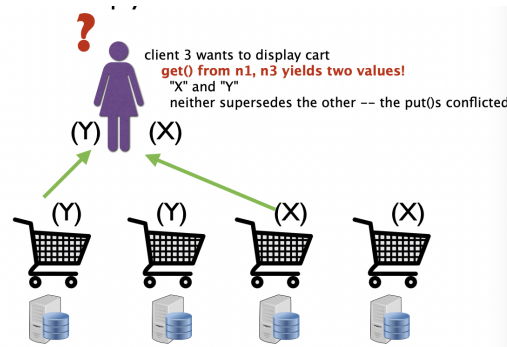 ?
client 3 wants to display cart
get() from n1, n3 yields two values!
"X" and "Y"
neither supersedes the other -- the put()s conflicted
(Y) (X)
(Y) (Y) (X) (X)